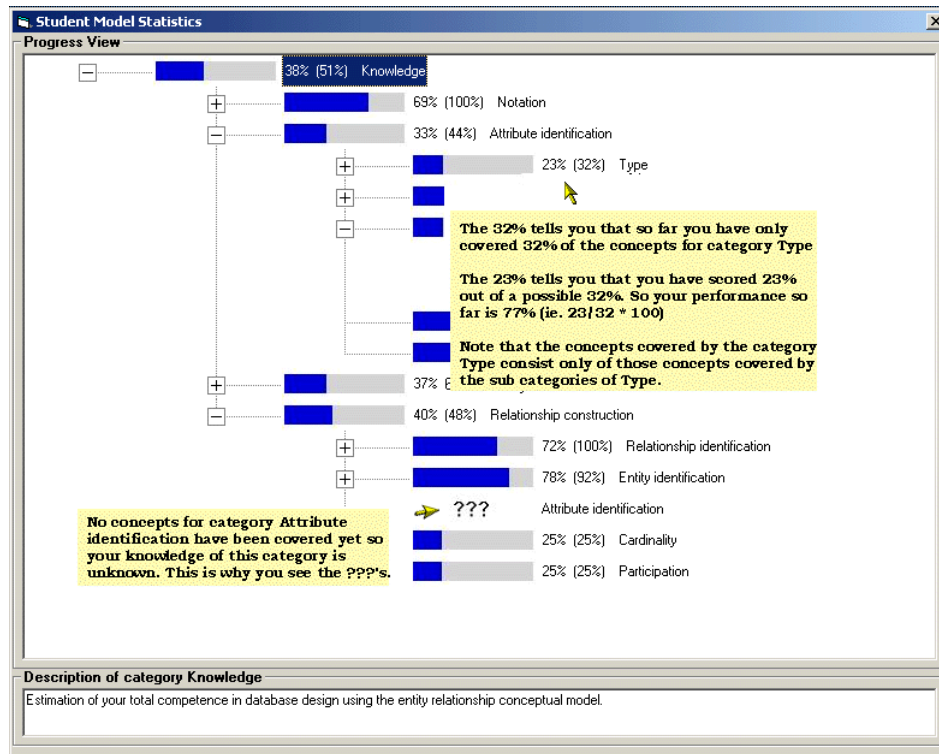 Student Model Statistics
Progress View
38% (51%) Knowledge
69% (100%) Notation
33% (44%) Attribute identification
23% (32%) Type
The 32% tells you that so far you have only
covered 32% of the concepts for category Type
The 23% tells you that you have scored 23%
out of a possible 32%. So your performance so
far is 77% (ie. 23/32 * 100)
Note that the concepts covered by the category
Type consist only of those concepts covered by
the sub categories of Type.
37%
40% (48%) Relationship construction
72% (100%) Relationship identification
78% (92%) Entity identification
??? Attribute identification
No concepts for category Attribute
identification have been covered yet so
your knowledge of this category is
unknown. This is why you see the ???'s.
25% (25%) Cardinality
25% (25%) Participation
Description of category Knowledge
Estimation of your total competence in database design using the entity relationship conceptual model.